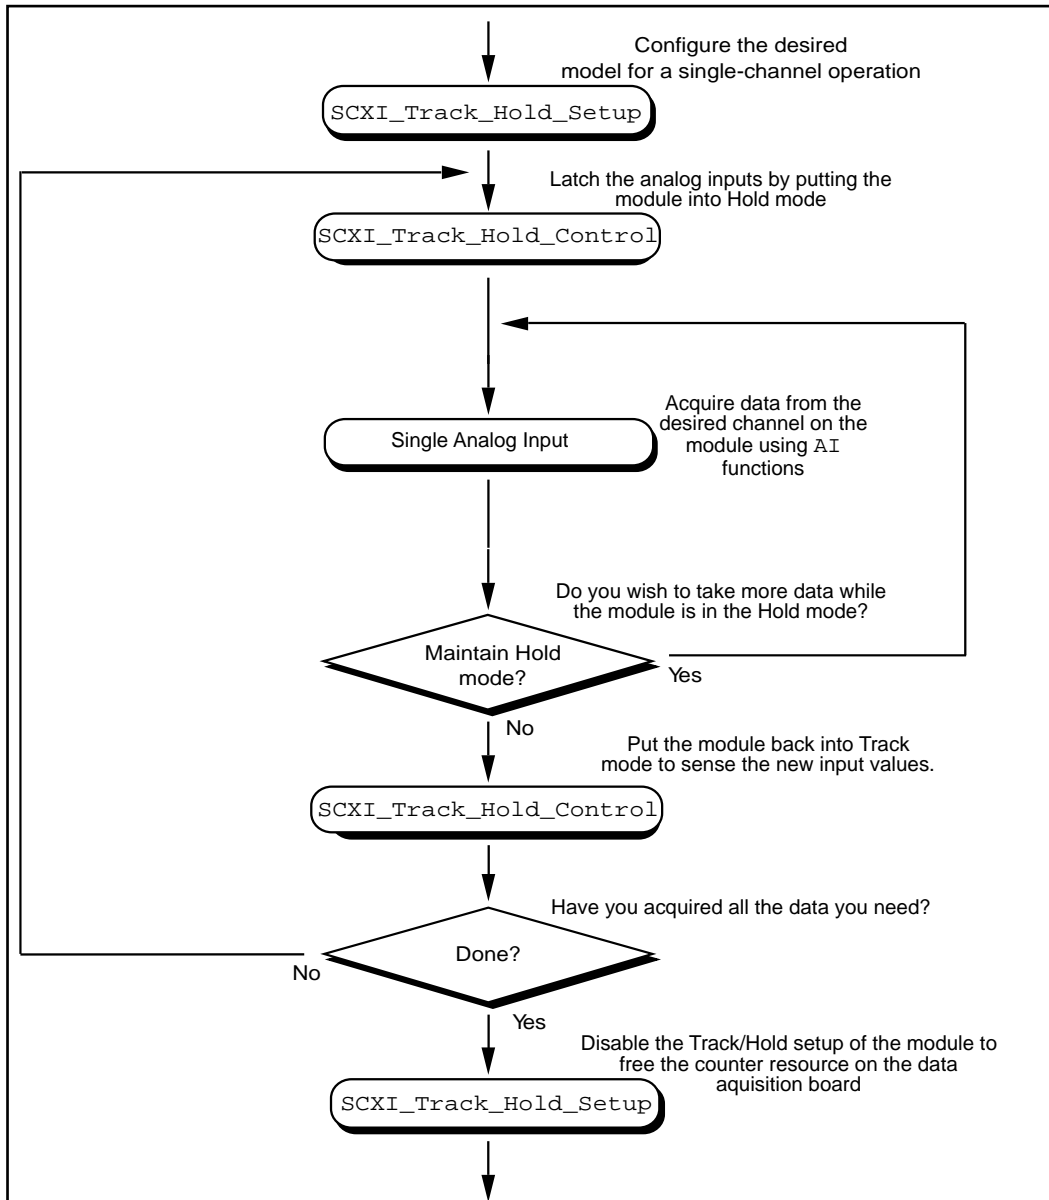 Configure the desired
model for a single-channel operation
SCXI_Track_Hold_Setup
Latch the analog inputs by putting the
module into Hold mode
SCXI_Track_Hold_Control
Acquire data from the
desired channel on the
module using AI
functions
Single Analog Input
Do you wish to take more data while
the module is in the Hold mode?
Maintain Hold
mode?
Yes
No
Put the module back into Track
mode to sense the new input values.
SCXI_Track_Hold_Control
Have you acquired all the data you need?
Done?
No
Yes
Disable the Track/Hold setup of the module to
free the counter resource on the data
aquisition board
SCXI_Track_Hold_Setup